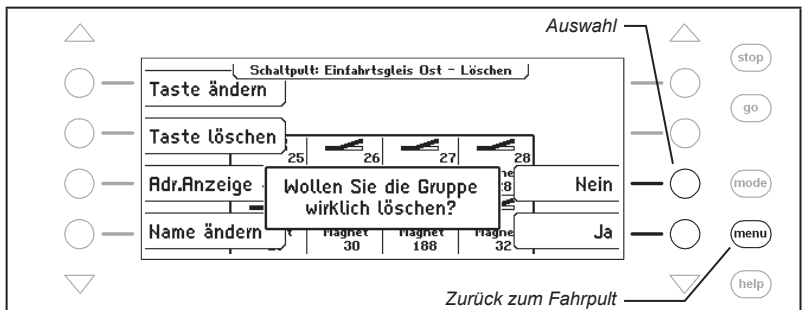 Auswahl
stop
Schaltpult: Einfahrtsgleis Ost - Löschen
Taste ändern
go
Taste löschen
25 26 27 28
Adr.Anzeige
Wollen Sie die Gruppe
wirklich löschen?
Nein
mode
Name ändern
Magnet
30
Magnet
188
32
Ja
menu
Zurück zum Fahrpult
help